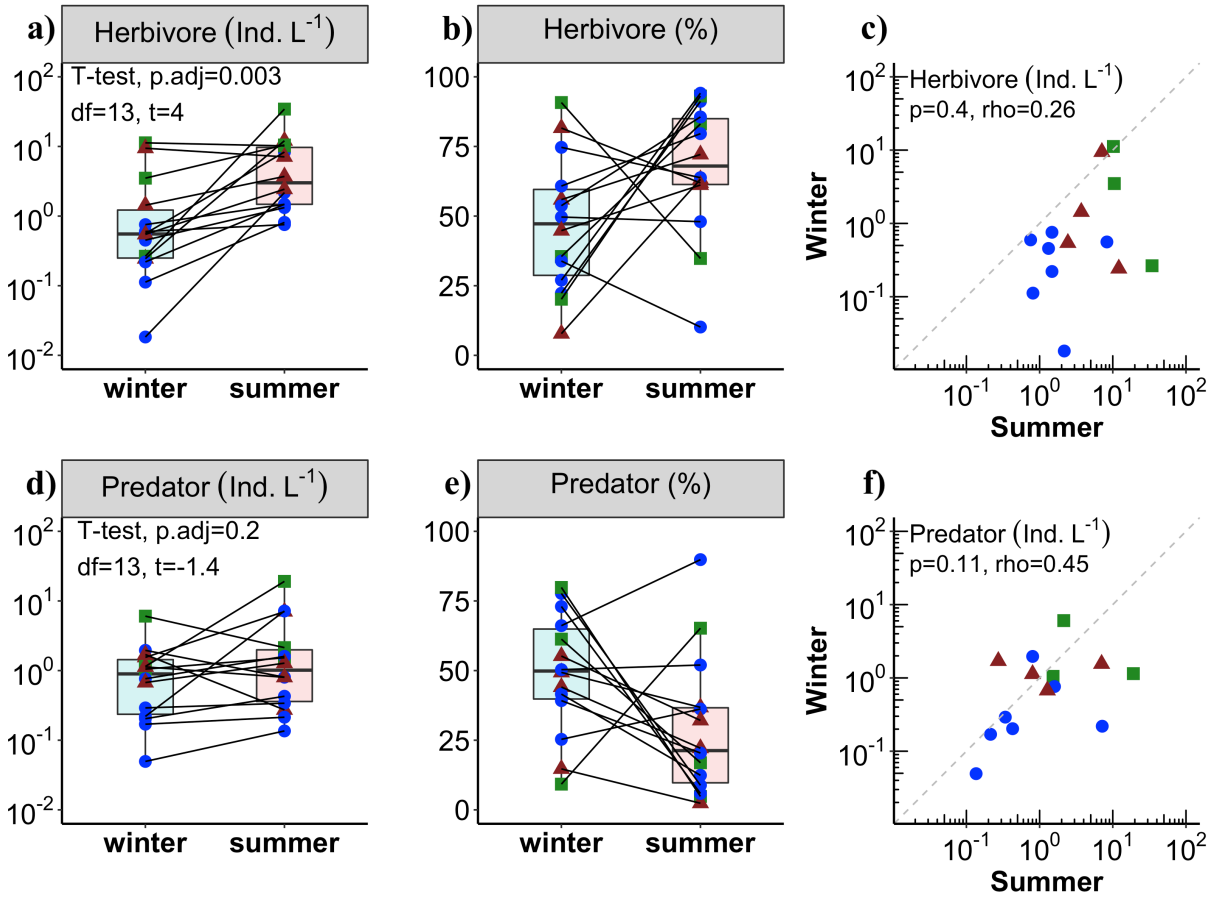 a)
Herbivore (Ind. L⁻¹)
T-test, p.adj=0.003
df=13, t=4
10²
10¹
10⁰
10⁻¹
10⁻²
winter summer
b)
Herbivore (%)
100
75
50
25
0
winter summer
c)
Herbivore (Ind. L⁻¹)
p=0.4, rho=0.26
Winter
10²
10¹
10⁰
10⁻¹
10⁻¹ 10⁰ 10¹ 10²
Summer
d)
Predator (Ind. L⁻¹)
T-test, p.adj=0.2
df=13, t=-1.4
10²
10¹
10⁰
10⁻¹
10⁻²
winter summer
e)
Predator (%)
100
75
50
25
0
winter summer
f)
Predator (Ind. L⁻¹)
p=0.11, rho=0.45
Winter
10²
10¹
10⁰
10⁻¹
10⁻¹ 10⁰ 10¹ 10²
Summer